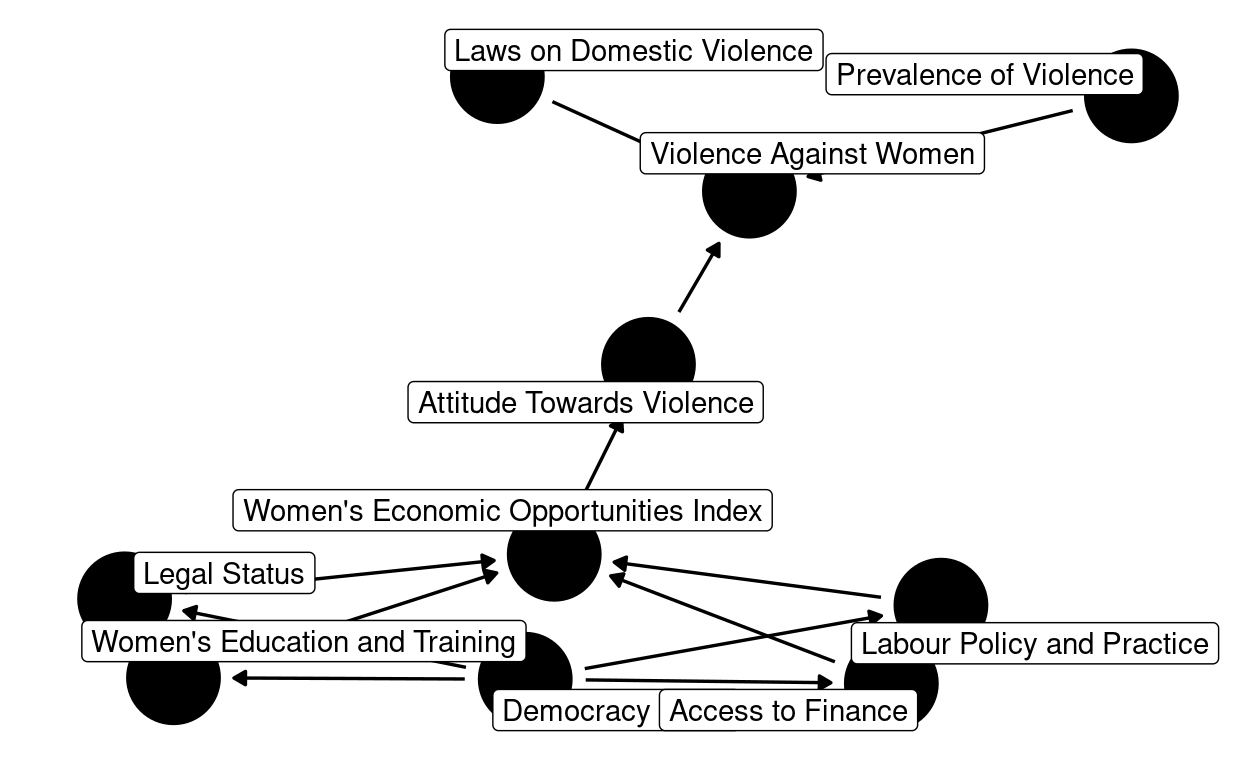 Laws on Domestic Violence
Prevalence of Violence
Violence Against Women
Attitude Towards Violence
Women's Economic Opportunities Index
Legal Status
Women's Education and Training
Labour Policy and Practice
Democracy
Access to Finance